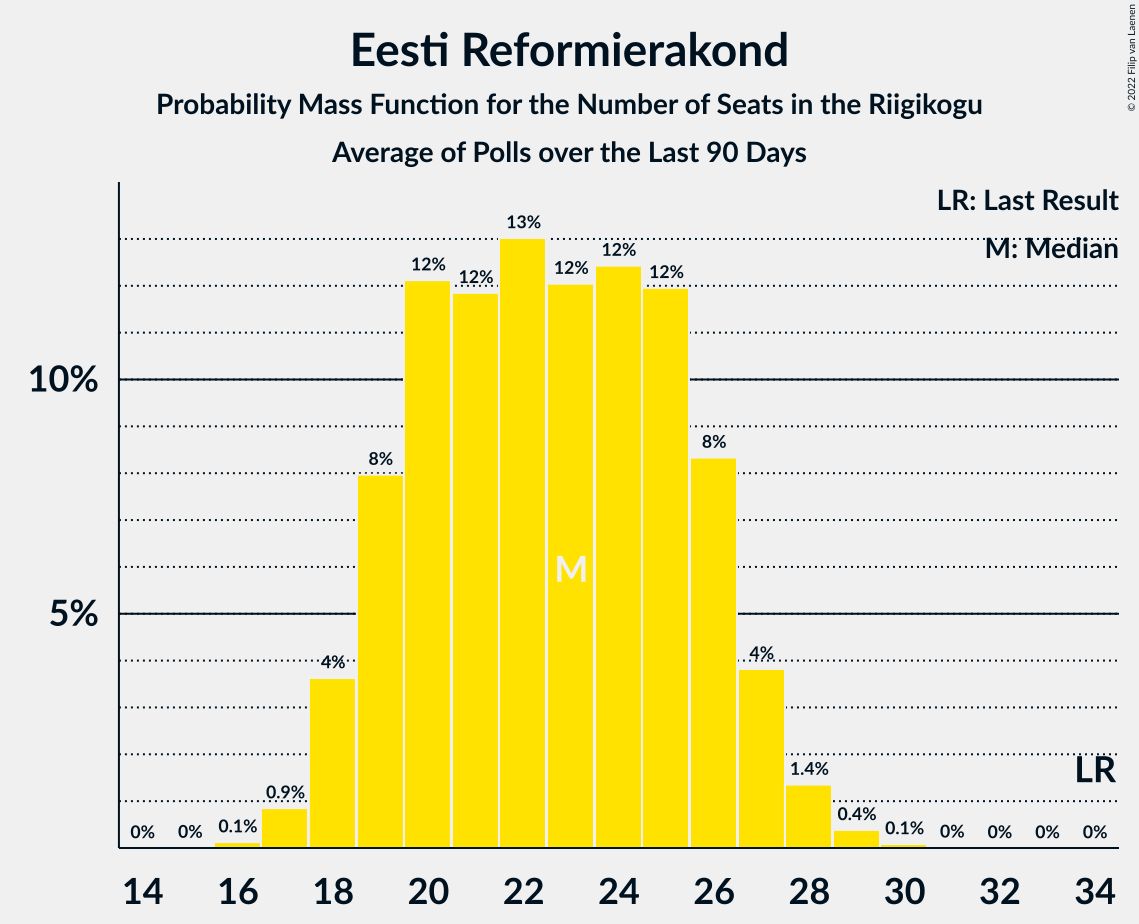 Eesti Reformierakond
Probability Mass Function for the Number of Seats in the Riigikogu
Average of Polls over the Last 90 Days
© 2022 Filip van Laenen
LR: Last Result
M: Median
13%
12%
12%
12%
12%
12%
10%
8%
8%
M
5%
4%
4%
1.4%
LR
0.9%
0.4%
0%
0%
0.1%
0.1%
0%
0%
0%
0%
14 16 18 20 22 24 26 28 30 32 34